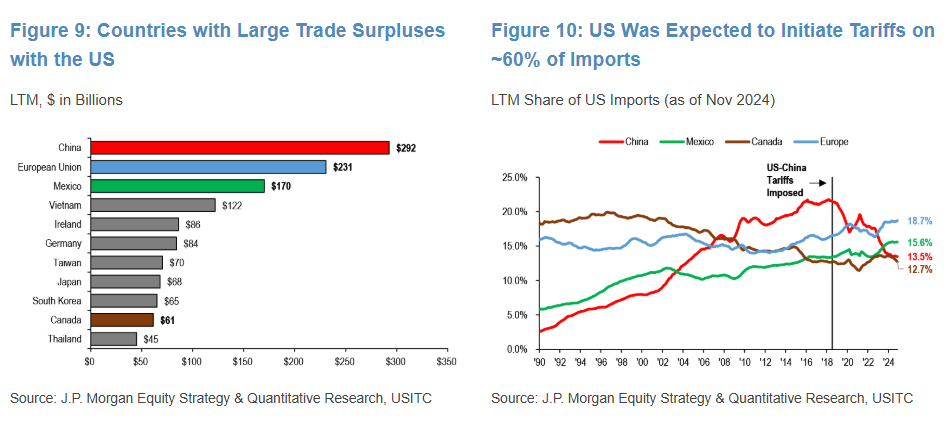 Figure 9: Countries with Large Trade Surpluses
with the US
LTM, $ in Billions
China $292
European Union $231
Mexico $170
Vietnam $122
Ireland $86
Germany $84
Taiwan $70
Japan $68
South Korea $65
Canada $61
Thailand $45
$0 $50 $100 $150 $200 $250 $300 $350
Source: J.P. Morgan Equity Strategy & Quantitative Research, USITC
Figure 10: US Was Expected to Initiate Tariffs on
~60% of Imports
LTM Share of US Imports (as of Nov 2024)
China Mexico Canada Europe
US-China
Tariffs
Imposed
25.0%
20.0%
15.0%
10.0%
5.0%
0.0%
18.7%
15.6%
13.5%
12.7%
'90 '92 '94 '96 '98 '00 '02 '04 '06 '08 '10 '12 '14 '16 '18 '20 '22 '24
Source: J.P. Morgan Equity Strategy & Quantitative Research, USITC